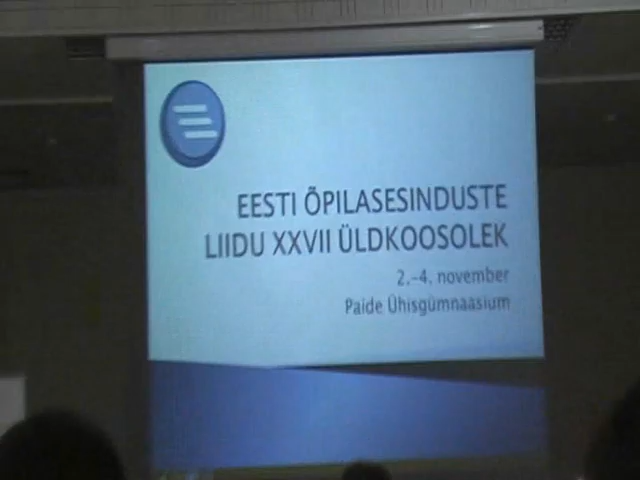 EESTI ÕPILASESINDUSTE
LIIDU XXVII ÜLDKOOSOLEK
2.-4. november
Paide Ühisgümnaasium